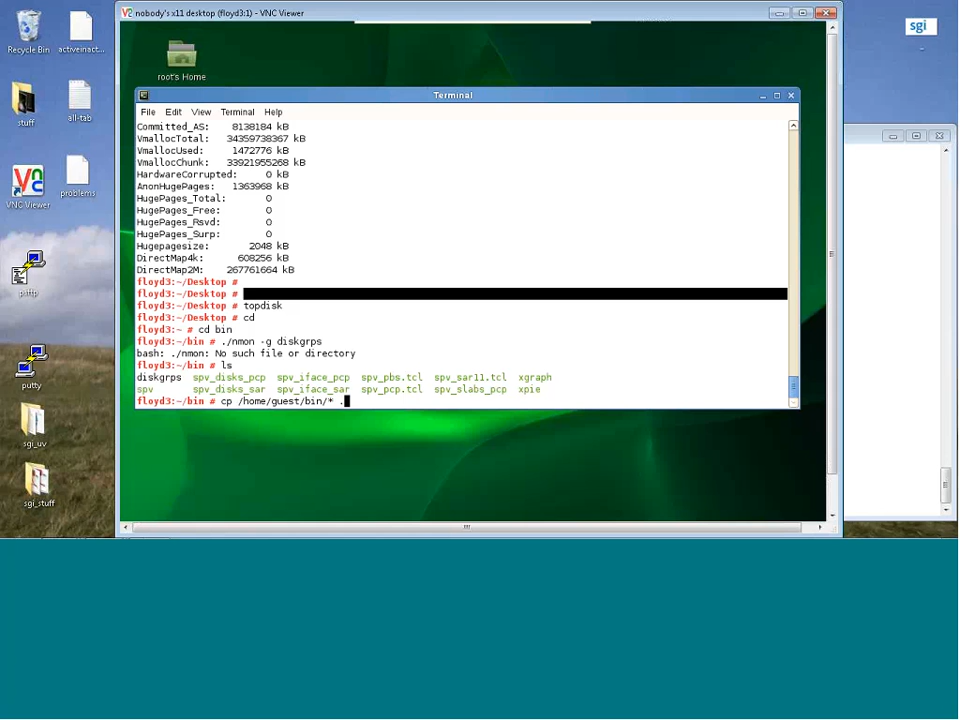 nobody's x11 desktop (floyd3:1) - VNC Viewer
Recycle Bin
activeinact...
sgi
root's Home
stuff
all-tab
Terminal
File Edit View Terminal Help
Committed_AS: 8138184 kB
VmallocTotal: 34359738367 kB
VmallocUsed: 1472776 kB
VmallocChunk: 33921955268 kB
HardwareCorrupted: 0 kB
AnonHugePages: 1363968 kB
HugePages_Total: 0
HugePages_Free: 0
HugePages_Rsvd: 0
HugePages_Surp: 0
Hugepagesize: 2048 kB
DirectMap4k: 608256 kB
DirectMap2M: 267761664 kB
floyd3:~/Desktop #
floyd3:~/Desktop #
floyd3:~/Desktop # topdisk
floyd3:~/Desktop # cd
floyd3:~ # cd bin
floyd3:~/bin # ./nmon -g diskgrps
bash: ./nmon: No such file or directory
floyd3:~/bin # ls
diskgrps spv_disks_pcp spv_iface_pcp spv_pbs.tcl spv_sar11.tcl xgraph
spv spv_disks_sar spv_iface_sar spv_pcp.tcl spv_slabs_pcp xpie
floyd3:~/bin # cp /home/guest/bin/* .
VNC Viewer
problems
psftp
putty
sgi_uv
sgi_stuff